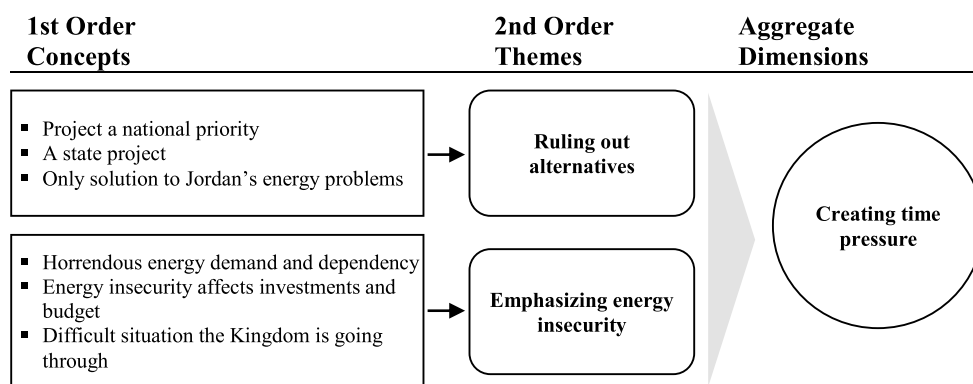 1st Order
Concepts
2nd Order
Themes
Aggregate
Dimensions
▪ Project a national priority
▪ A state project
▪ Only solution to Jordan’s energy problems
Ruling out
alternatives
▪ Horrendous energy demand and dependency
▪ Energy insecurity affects investments and
budget
▪ Difficult situation the Kingdom is going
through
Emphasizing energy
insecurity
Creating time
pressure